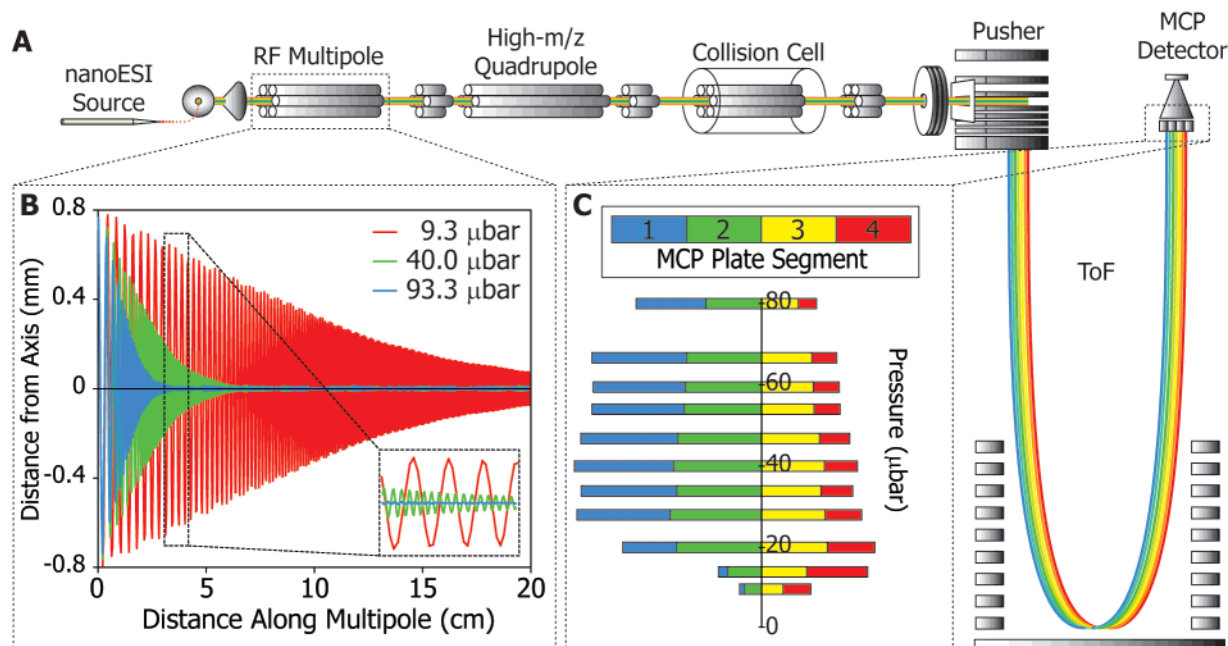 A
nanoESI
Source
RF Multipole
High-m/z
Quadrupole
Collision Cell
Pusher
MCP
Detector
ToF
B
0.8
0.4
0
-0.4
-0.8
Distance from Axis (mm)
9.3 μbar
40.0 μbar
93.3 μbar
0
5
10
15
20
Distance Along Multipole (cm)
C
1
2
3
4
MCP Plate Segment
80
60
40
20
0
Pressure (μbar)